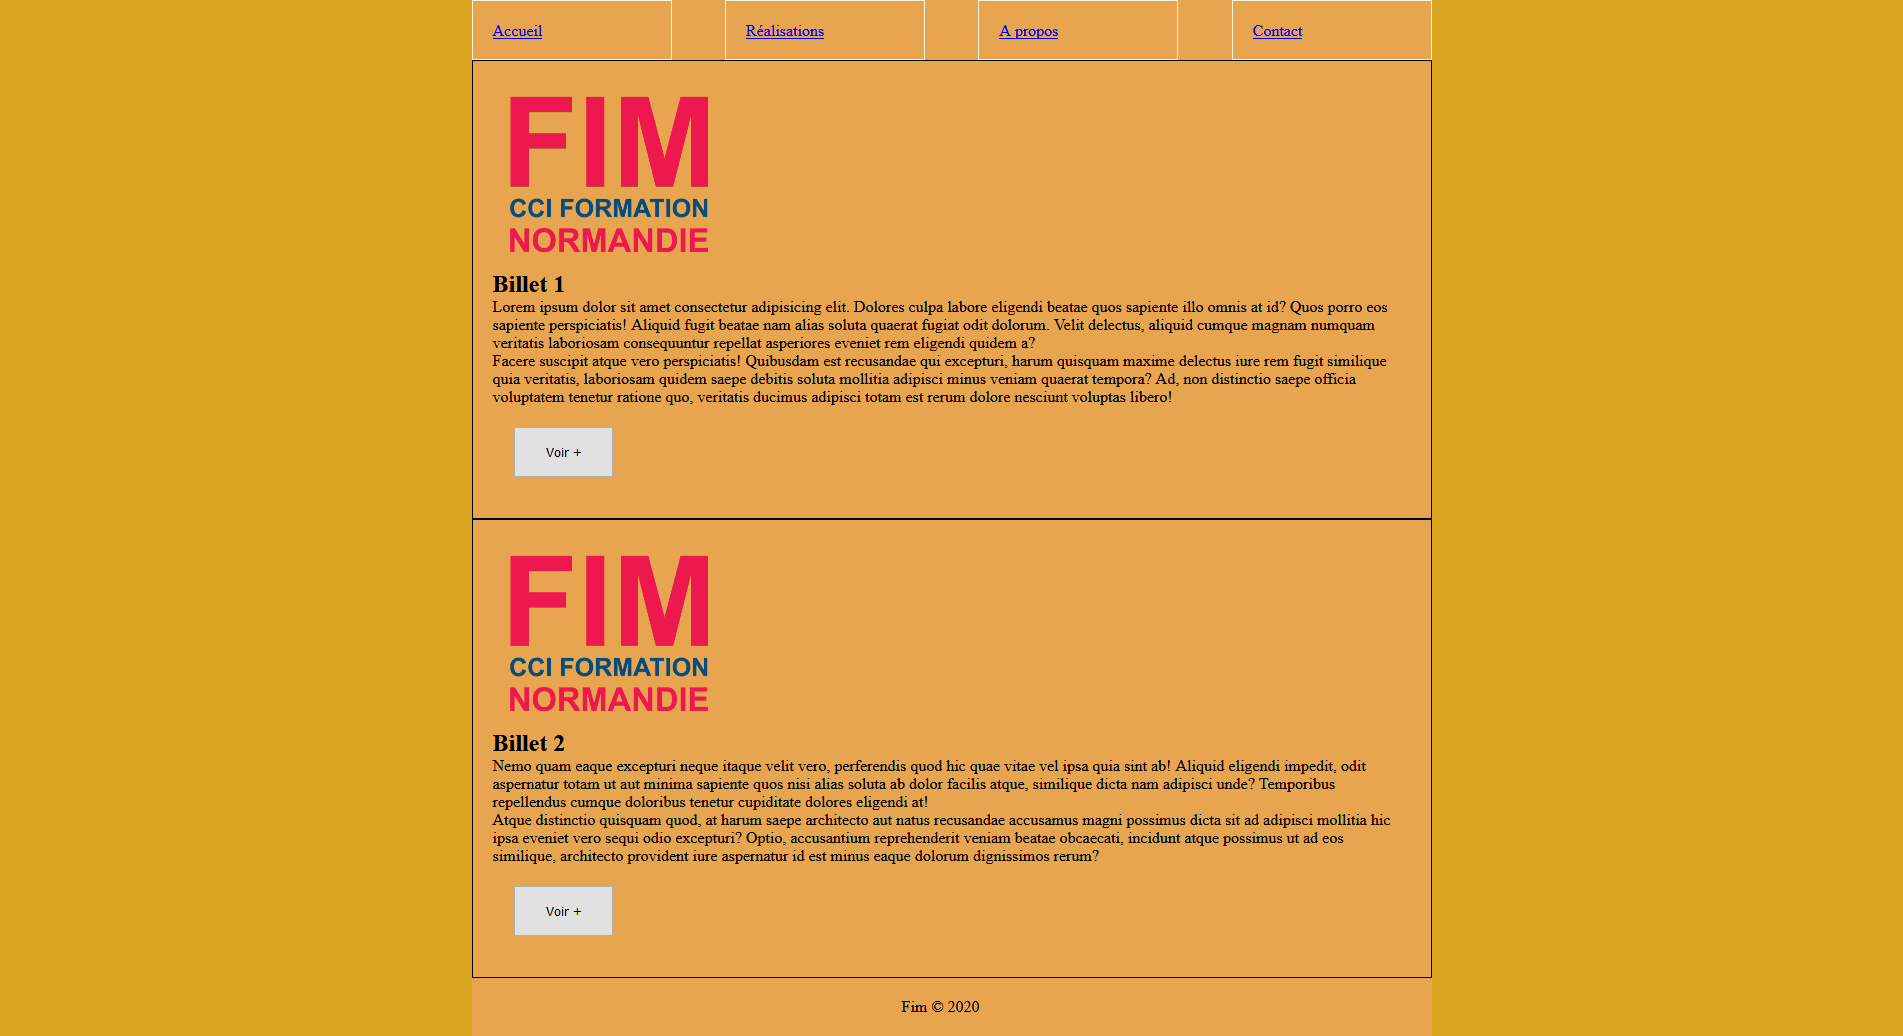 Accueil
Réalisations
A propos
Contact
FIM
CCI FORMATION
NORMANDIE
Billet 1
Lorem ipsum dolor sit amet consectetur adipisicing elit. Dolores culpa labore eligendi beatae quos sapiente illo omnis at id? Quos porro eos
sapiente perspiciatis! Aliquid fugit beatae nam alias soluta quaerat fugiat odit dolorum. Velit delectus, aliquid cumque magnam numquam
veritatis laboriosam consequuntur repellat asperiores eveniet rem eligendi quidem a?
Facere suscipit atque vero perspiciatis! Quibusdam est recusandae qui excepturi, harum quisquam maxime delectus iure rem fugit similique
quia veritatis, laboriosam quidem saepe debitis soluta mollitia adipisci minus veniam quaerat tempora? Ad, non distinctio saepe officia
voluptatem tenetur ratione quo, veritatis ducimus adipisci totam est rerum dolore nesciunt voluptas libero!
Voir +
FIM
CCI FORMATION
NORMANDIE
Billet 2
Nemo quam eaque excepturi neque itaque velit vero, perferendis quod hic quae vitae vel ipsa quia sint ab! Aliquid eligendi impedit, odit
aspernatur totam ut aut minima sapiente quos nisi alias soluta ab dolor facilis atque, similique dicta nam adipisci unde? Temporibus
repellendus cumque doloribus tenetur cupiditate dolores eligendi at!
Atque distinctio quisquam quod, at harum saepe architecto aut natus recusandae accusamus magni possimus dicta sit ad adipisci mollitia hic
ipsa eveniet vero sequi odio excepturi? Optio, accusantium reprehenderit veniam beatae obcaecati, incidunt atque possimus ut ad eos
similique, architecto provident iure aspernatur id est minus eaque dolorum dignissimos rerum?
Voir +
Fim © 2020